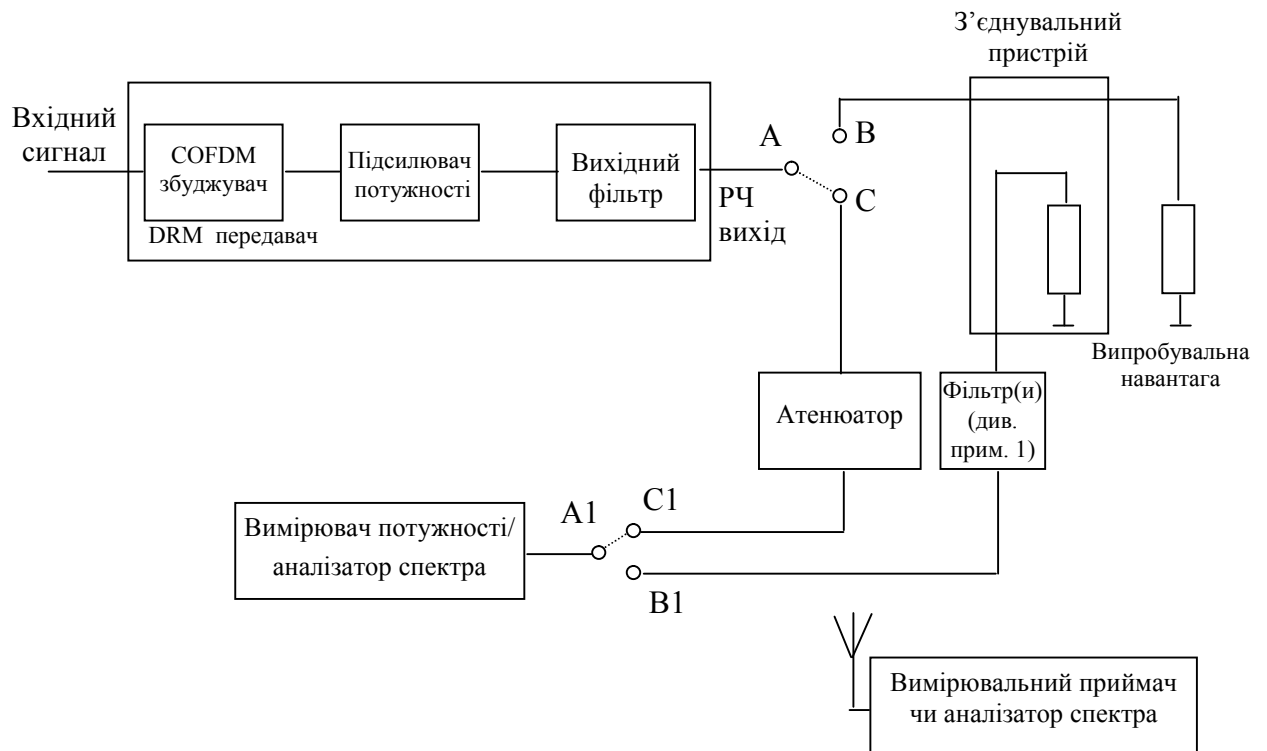 З’єднувальний
пристрій
Вхідний
сигнал
COFDM
збуджувач
Підсилювач
потужності
Вихідний
фільтр
DRM передавач
РЧ
вихід
A
B
C
Випробувальна
навантага
Атенюатор
Фільтр(и)
(див.
прим. 1)
Вимірювач потужності/
аналізатор спектра
A1
C1
B1
Вимірювальний приймач
чи аналізатор спектра